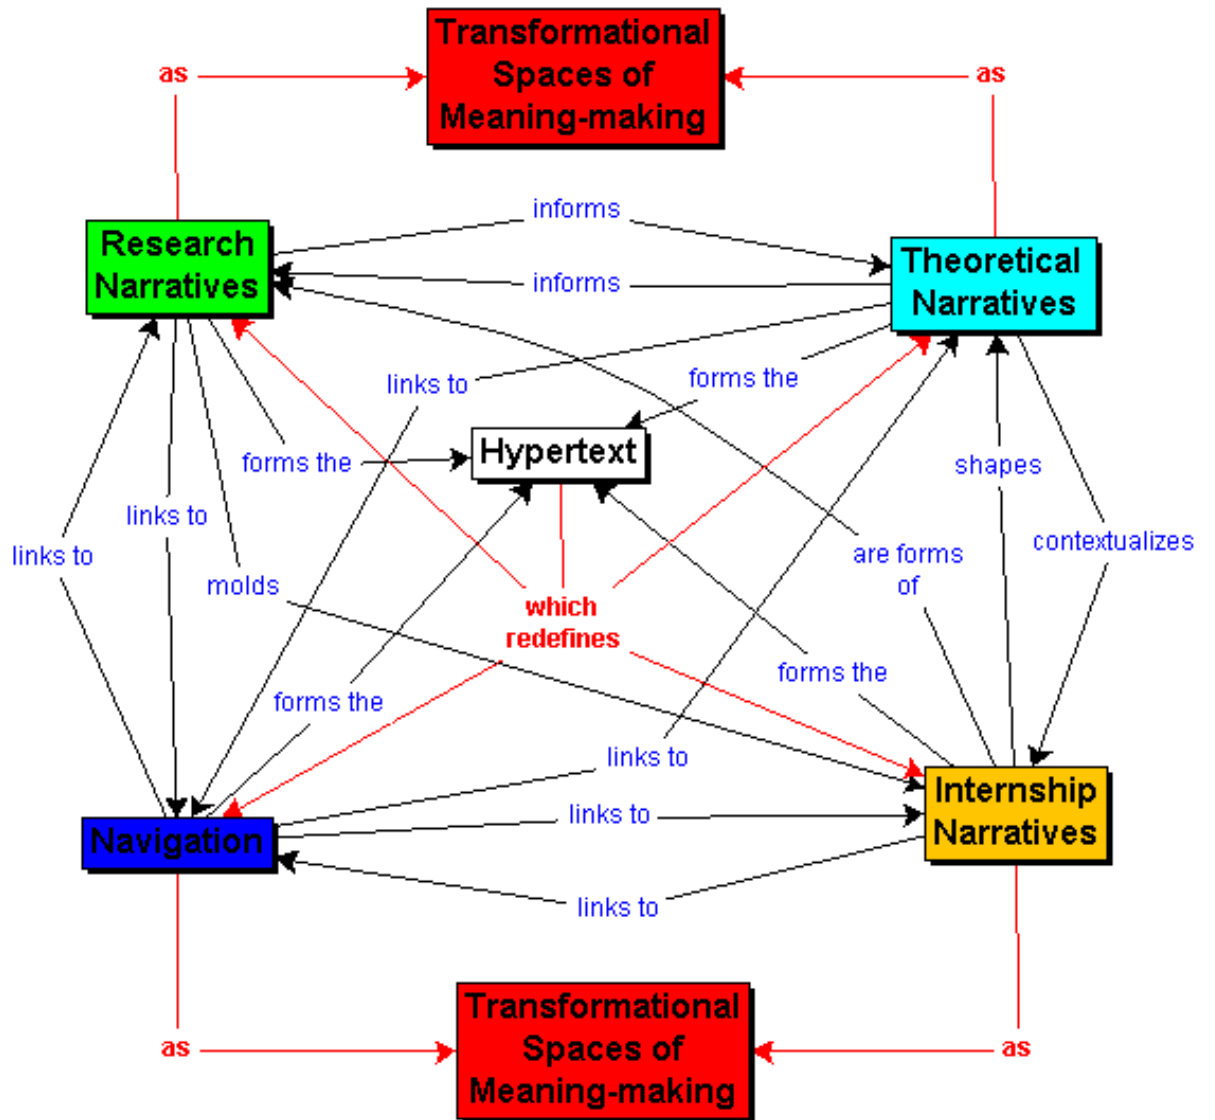 Transformational
Spaces of
Meaning-making
as
as
informs
Research
Narratives
Theoretical
Narratives
informs
links to
forms the
Hypertext
forms the
shapes
links to
links to
molds
which
redefines
are forms
of
contextualizes
forms the
forms the
links to
Internship
Narratives
links to
Navigation
links to
Transformational
Spaces of
Meaning-making
as
as